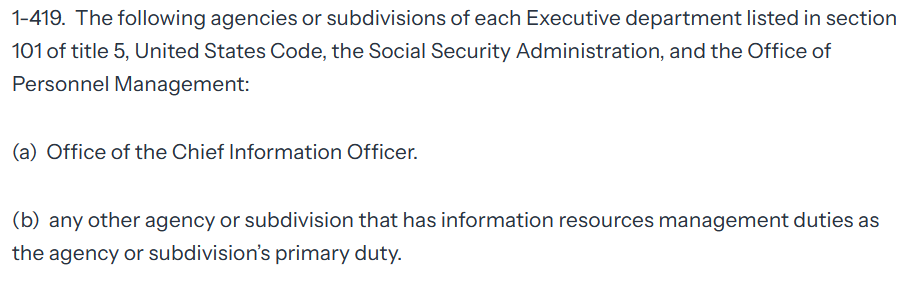 1-419. The following agencies or subdivisions of each Executive department listed in section
101 of title 5, United States Code, the Social Security Administration, and the Office of
Personnel Management:
(a) Office of the Chief Information Officer.
(b) any other agency or subdivision that has information resources management duties as
the agency or subdivision’s primary duty.